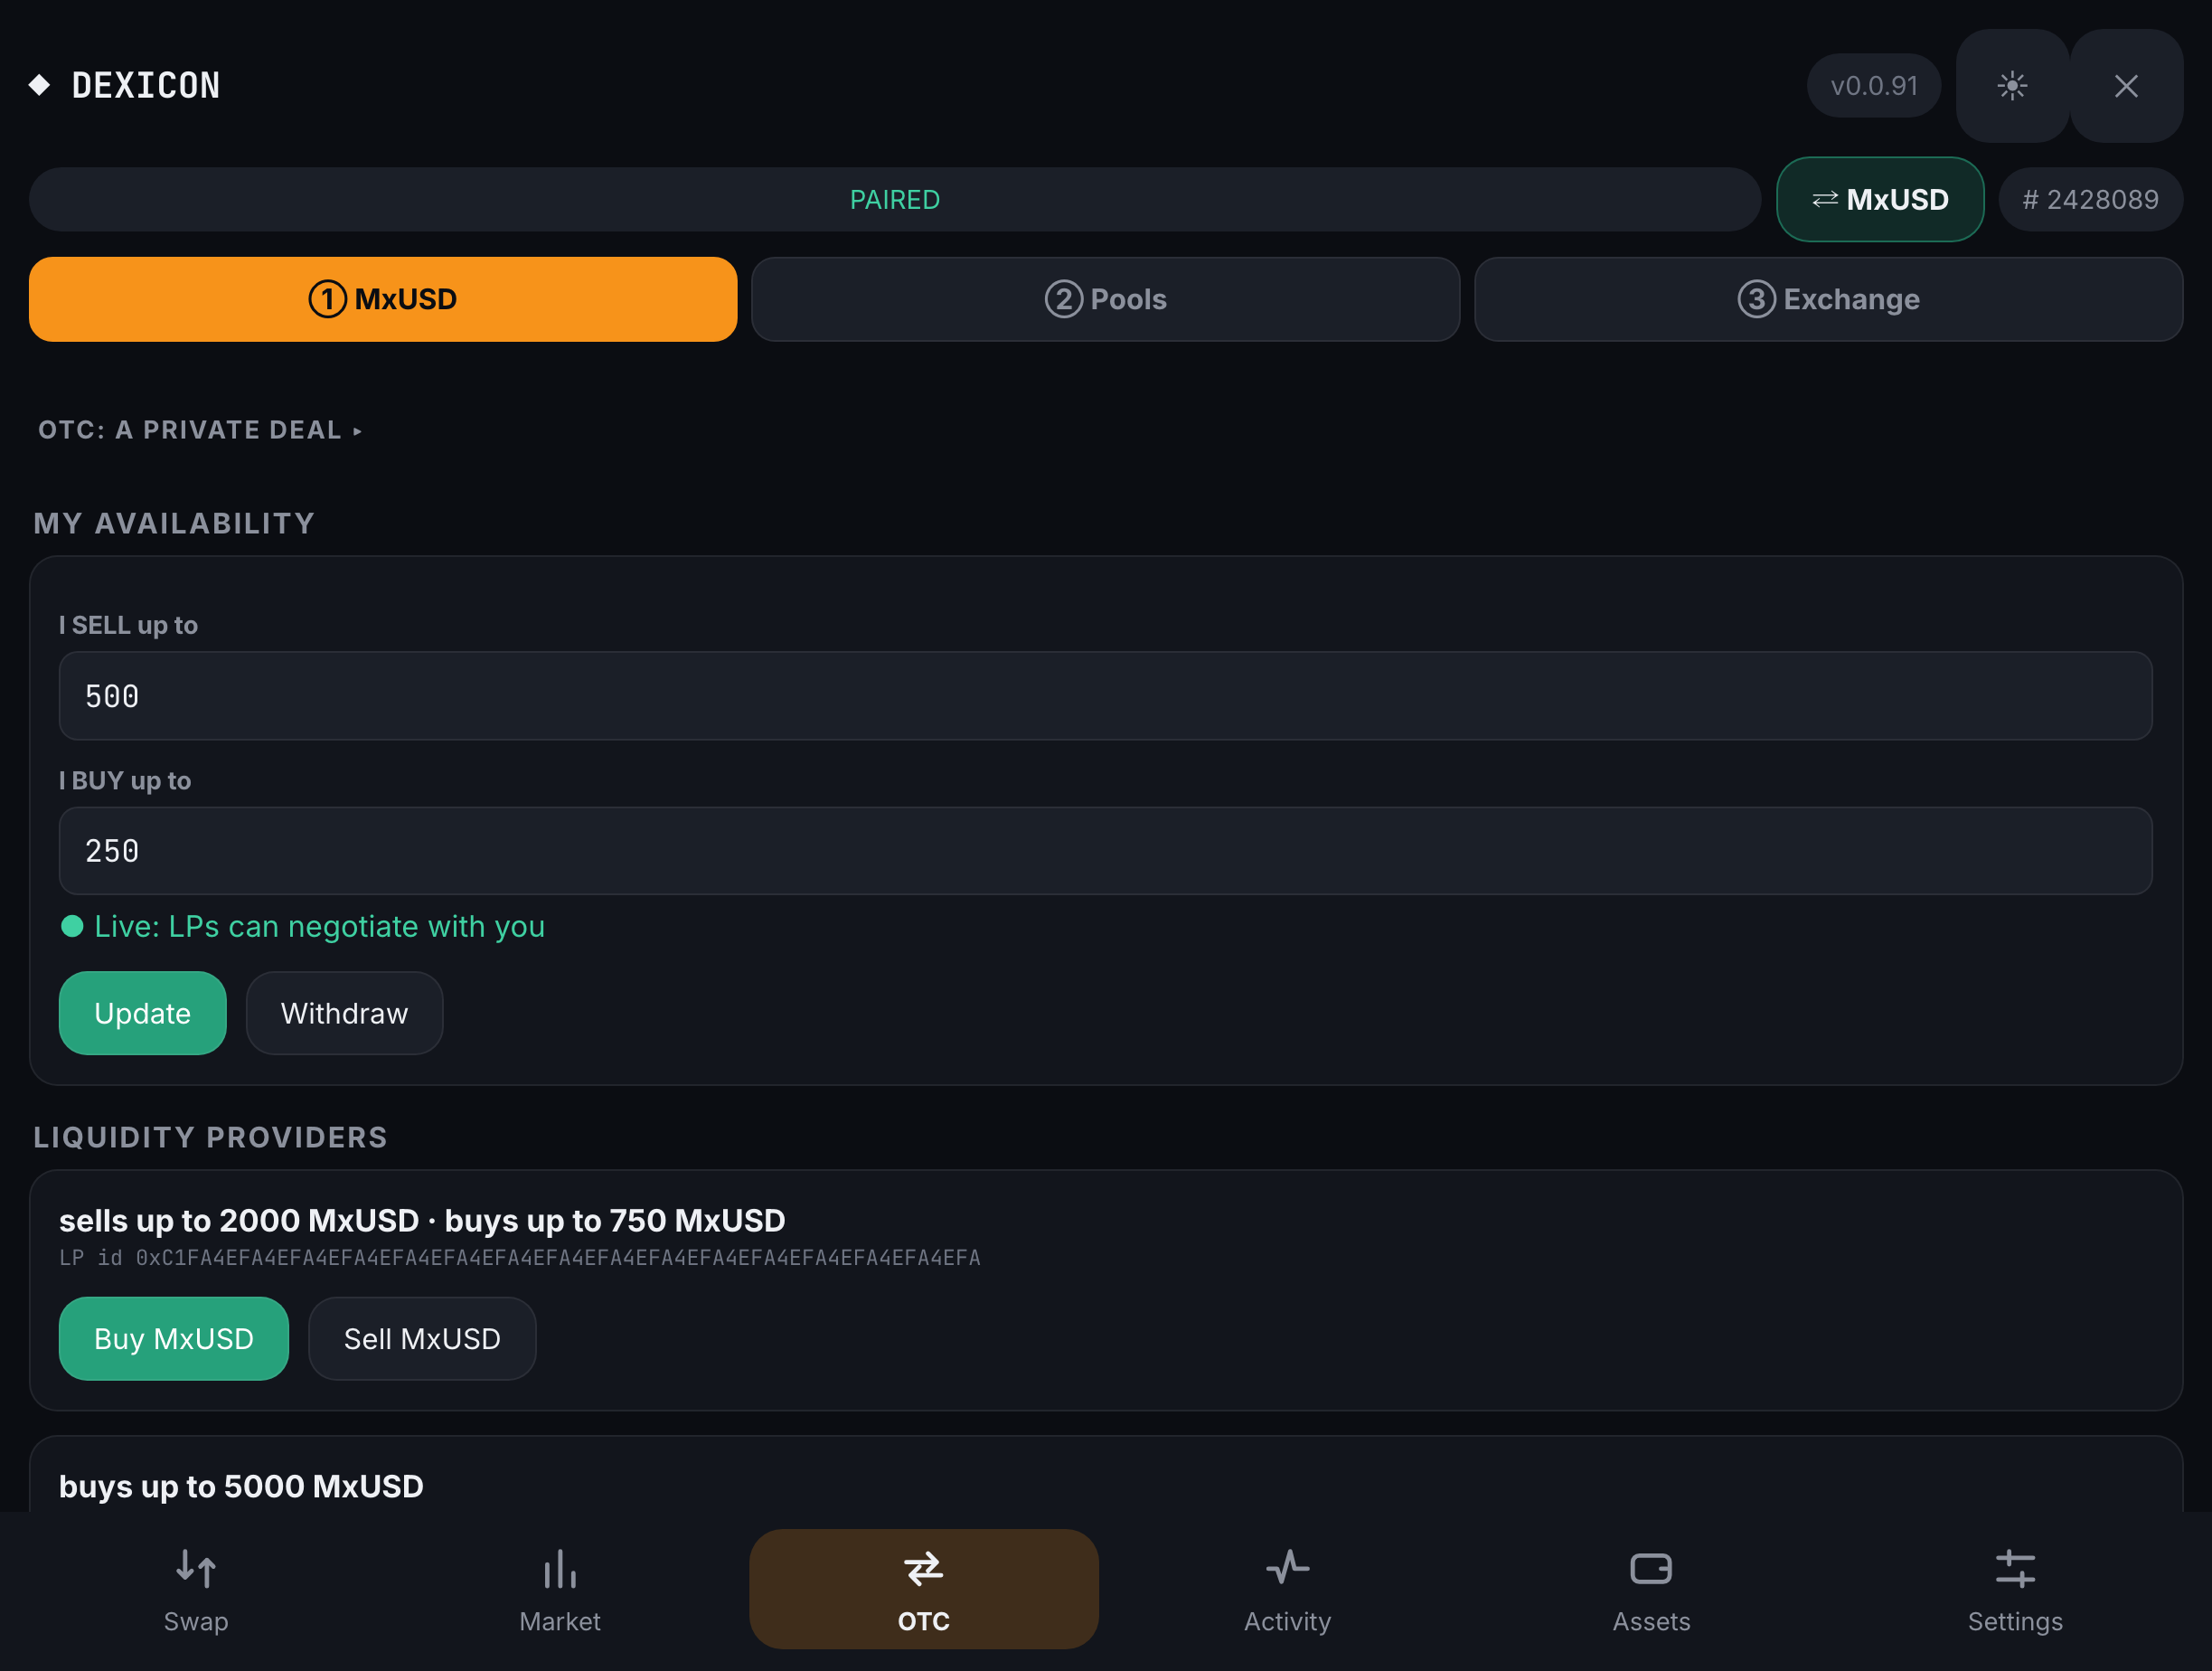 ◆ DEXICON
v0.0.91
PAIRED
⇄ MxUSD
# 2428089
① MxUSD
② Pools
③ Exchange
OTC: A PRIVATE DEAL ▸
MY AVAILABILITY
I SELL up to
500
I BUY up to
250
● Live: LPs can negotiate with you
Update
Withdraw
LIQUIDITY PROVIDERS
sells up to 2000 MxUSD · buys up to 750 MxUSD
LP id 0xC1FA4EFA4EFA4EFA4EFA4EFA4EFA4EFA4EFA4EFA4EFA4EFA4EFA4EFA4EFA4EFA
Buy MxUSD
Sell MxUSD
buys up to 5000 MxUSD
Swap
Market
OTC
Activity
Assets
Settings